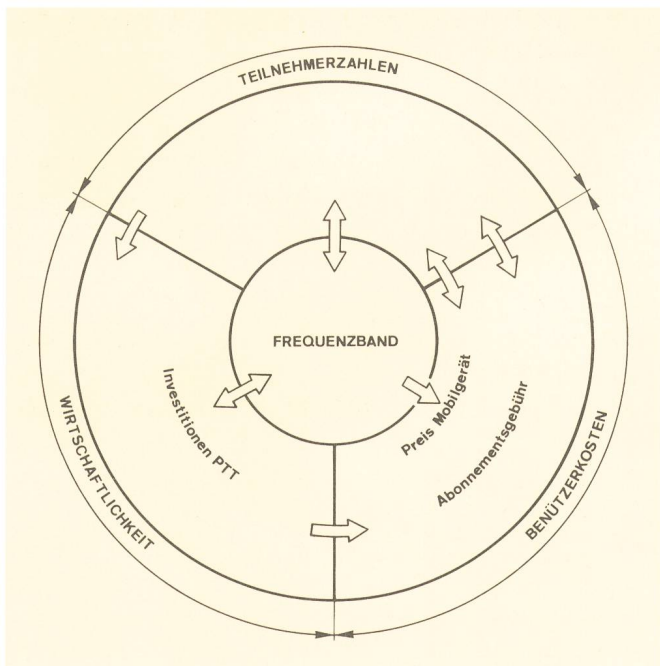 TEILNEHMERZAHLEN
FREQUENZBAND
Investitionen PTT
Preis Mobilgerät
Abonnementsgebühr
WIRTSCHAFTLICHKEIT
BENÜTZERKOSTEN